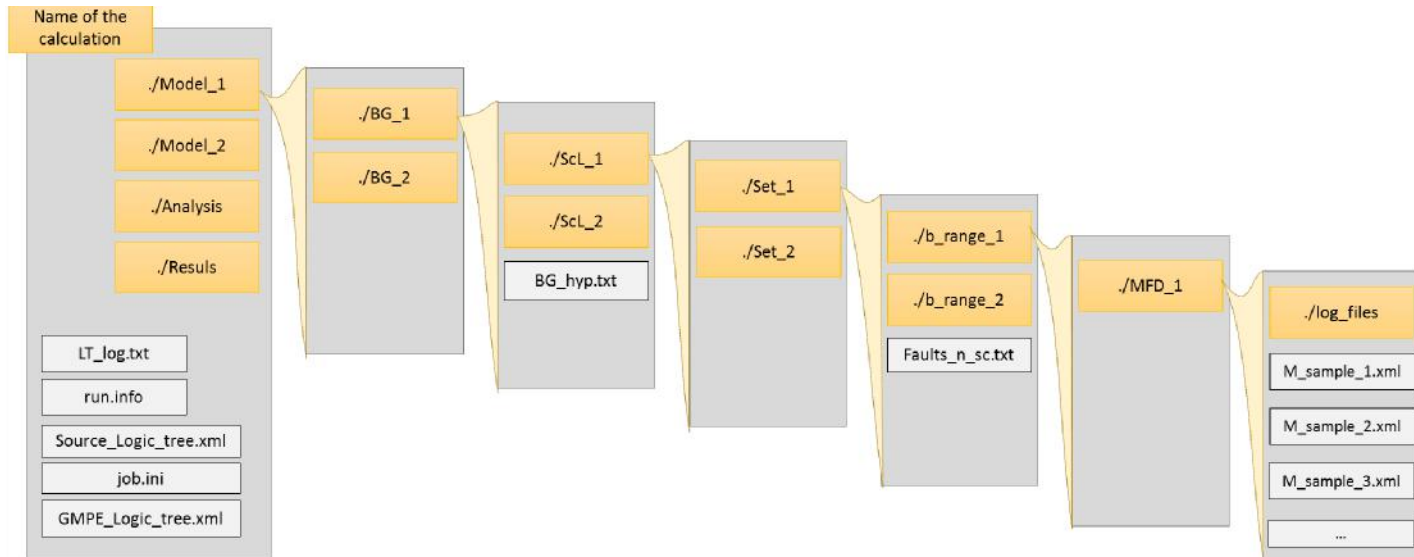 Name of the
calculation
./Model_1
./Model_2
./Analysis
./Resuls
LT_log.txt
run.info
Source_Logic_tree.xml
job.ini
GMPE_Logic_tree.xml
./BG_1
./BG_2
./ScL_1
./ScL_2
BG_hyp.txt
./Set_1
./Set_2
./b_range_1
./b_range_2
Faults_n_sc.txt
./MFD_1
./log_files
M_sample_1.xml
M_sample_2.xml
M_sample_3.xml
...